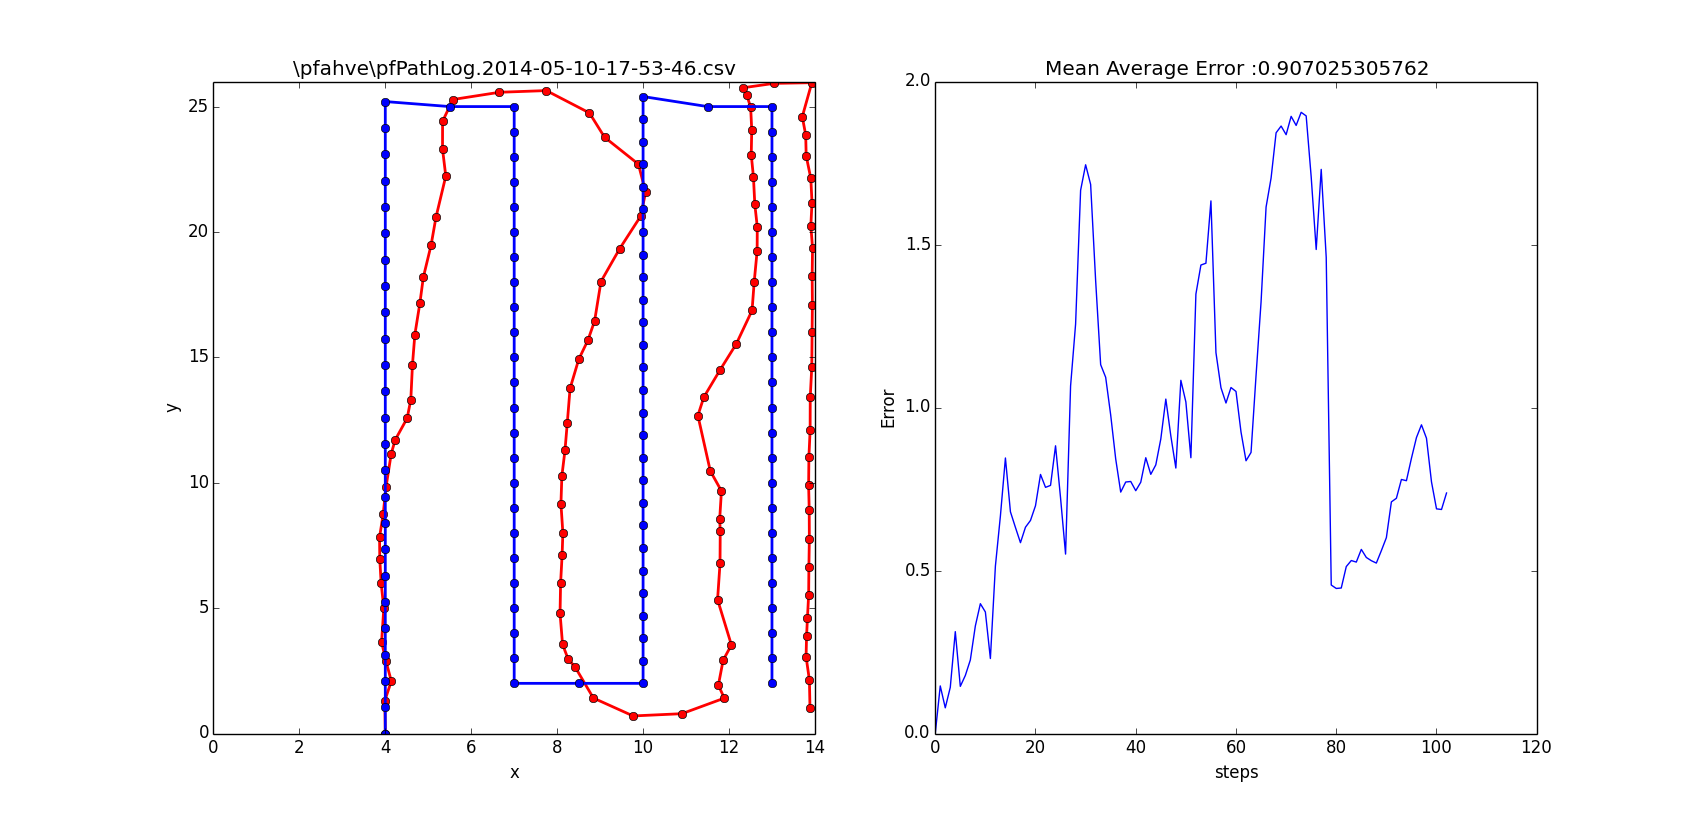 \pfahve\pfPathLog.2014-05-10-17-53-46.csv
25
20
15
10
5
0
y
0 2 4 6 8 10 12 14
x
Mean Average Error :0.907025305762
2.0
1.5
1.0
0.5
0.0
Error
0 20 40 60 80 100 120
steps